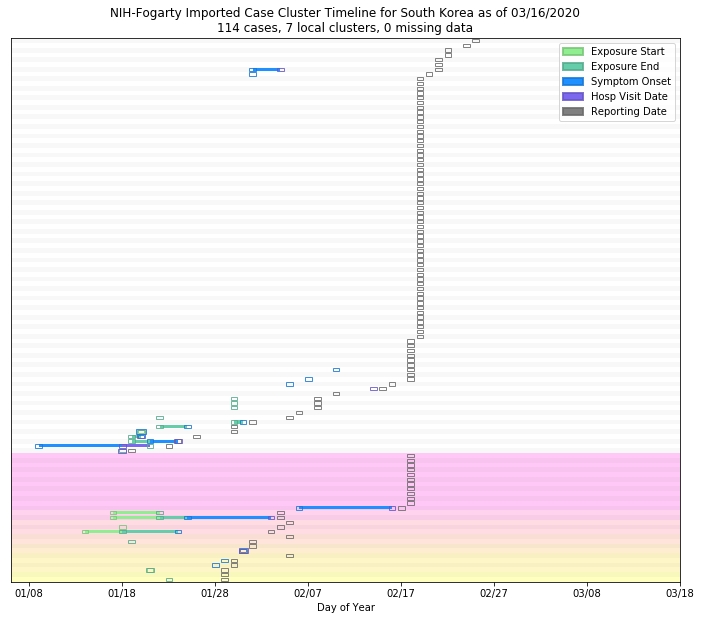 NIH-Fogarty Imported Case Cluster Timeline for South Korea as of 03/16/2020
114 cases, 7 local clusters, 0 missing data
Exposure Start
Exposure End
Symptom Onset
Hosp Visit Date
Reporting Date
01/08 01/18 01/28 02/07 02/17 02/27 03/08 03/18
Day of Year